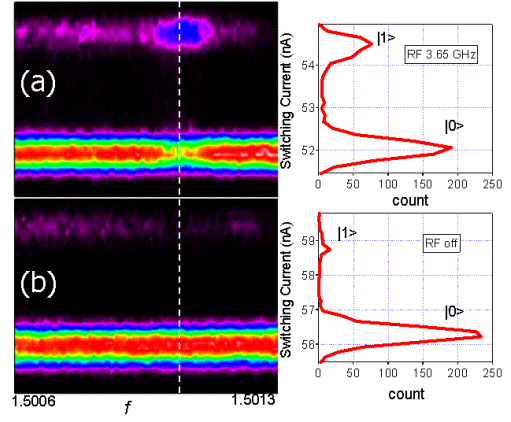 (a)
Switching Current (nA)
54
53
52
|1>
RF 3.65 GHz
|0>
0 50 100 150 200 250
count
(b)
Switching Current (nA)
59
58
57
56
|1>
RF off
|0>
0 50 100 150 200 250
count
1.5006 f 1.5013